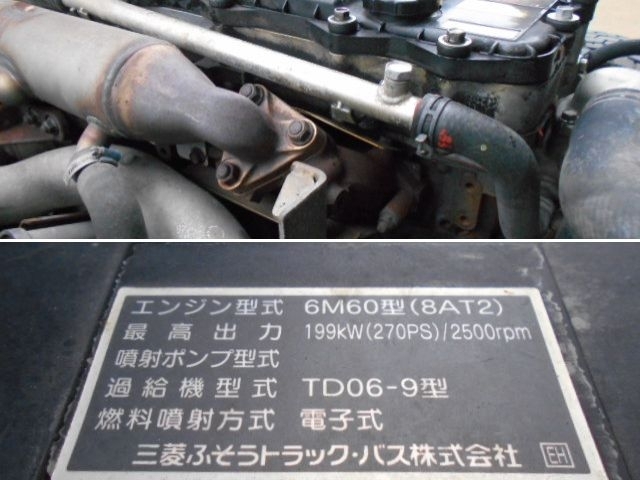 エンジン型式 6M60型(8AT2)
最高出力 199kW(270PS)/2500rpm
噴射ポンプ型式
過給機型式 TD06-9型
燃料噴射方式 電子式
三菱ふそうトラック・バス株式会社 EH